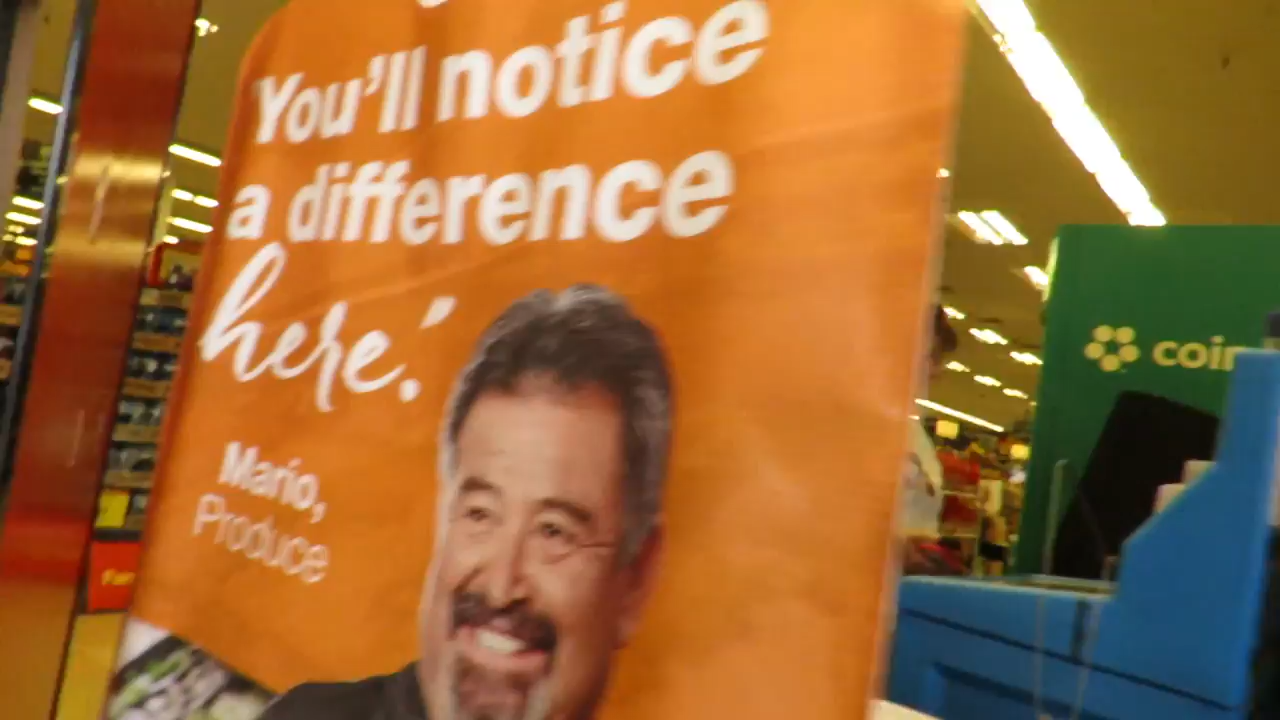 You'll notice
a difference
here."
Mario,
Produce
coin